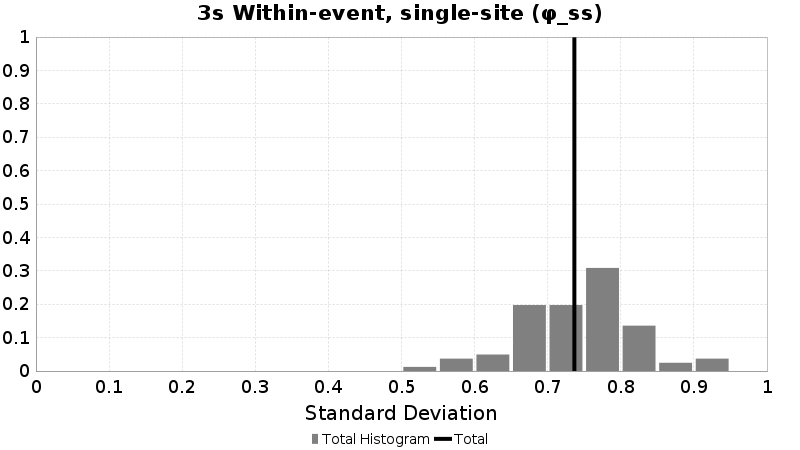 3s Within-event, single-site (φ_ss)
1
0.9
0.8
0.7
0.6
0.5
0.4
0.3
0.2
0.1
0
0 0.1 0.2 0.3 0.4 0.5 0.6 0.7 0.8 0.9 1
Standard Deviation
Total Histogram Total